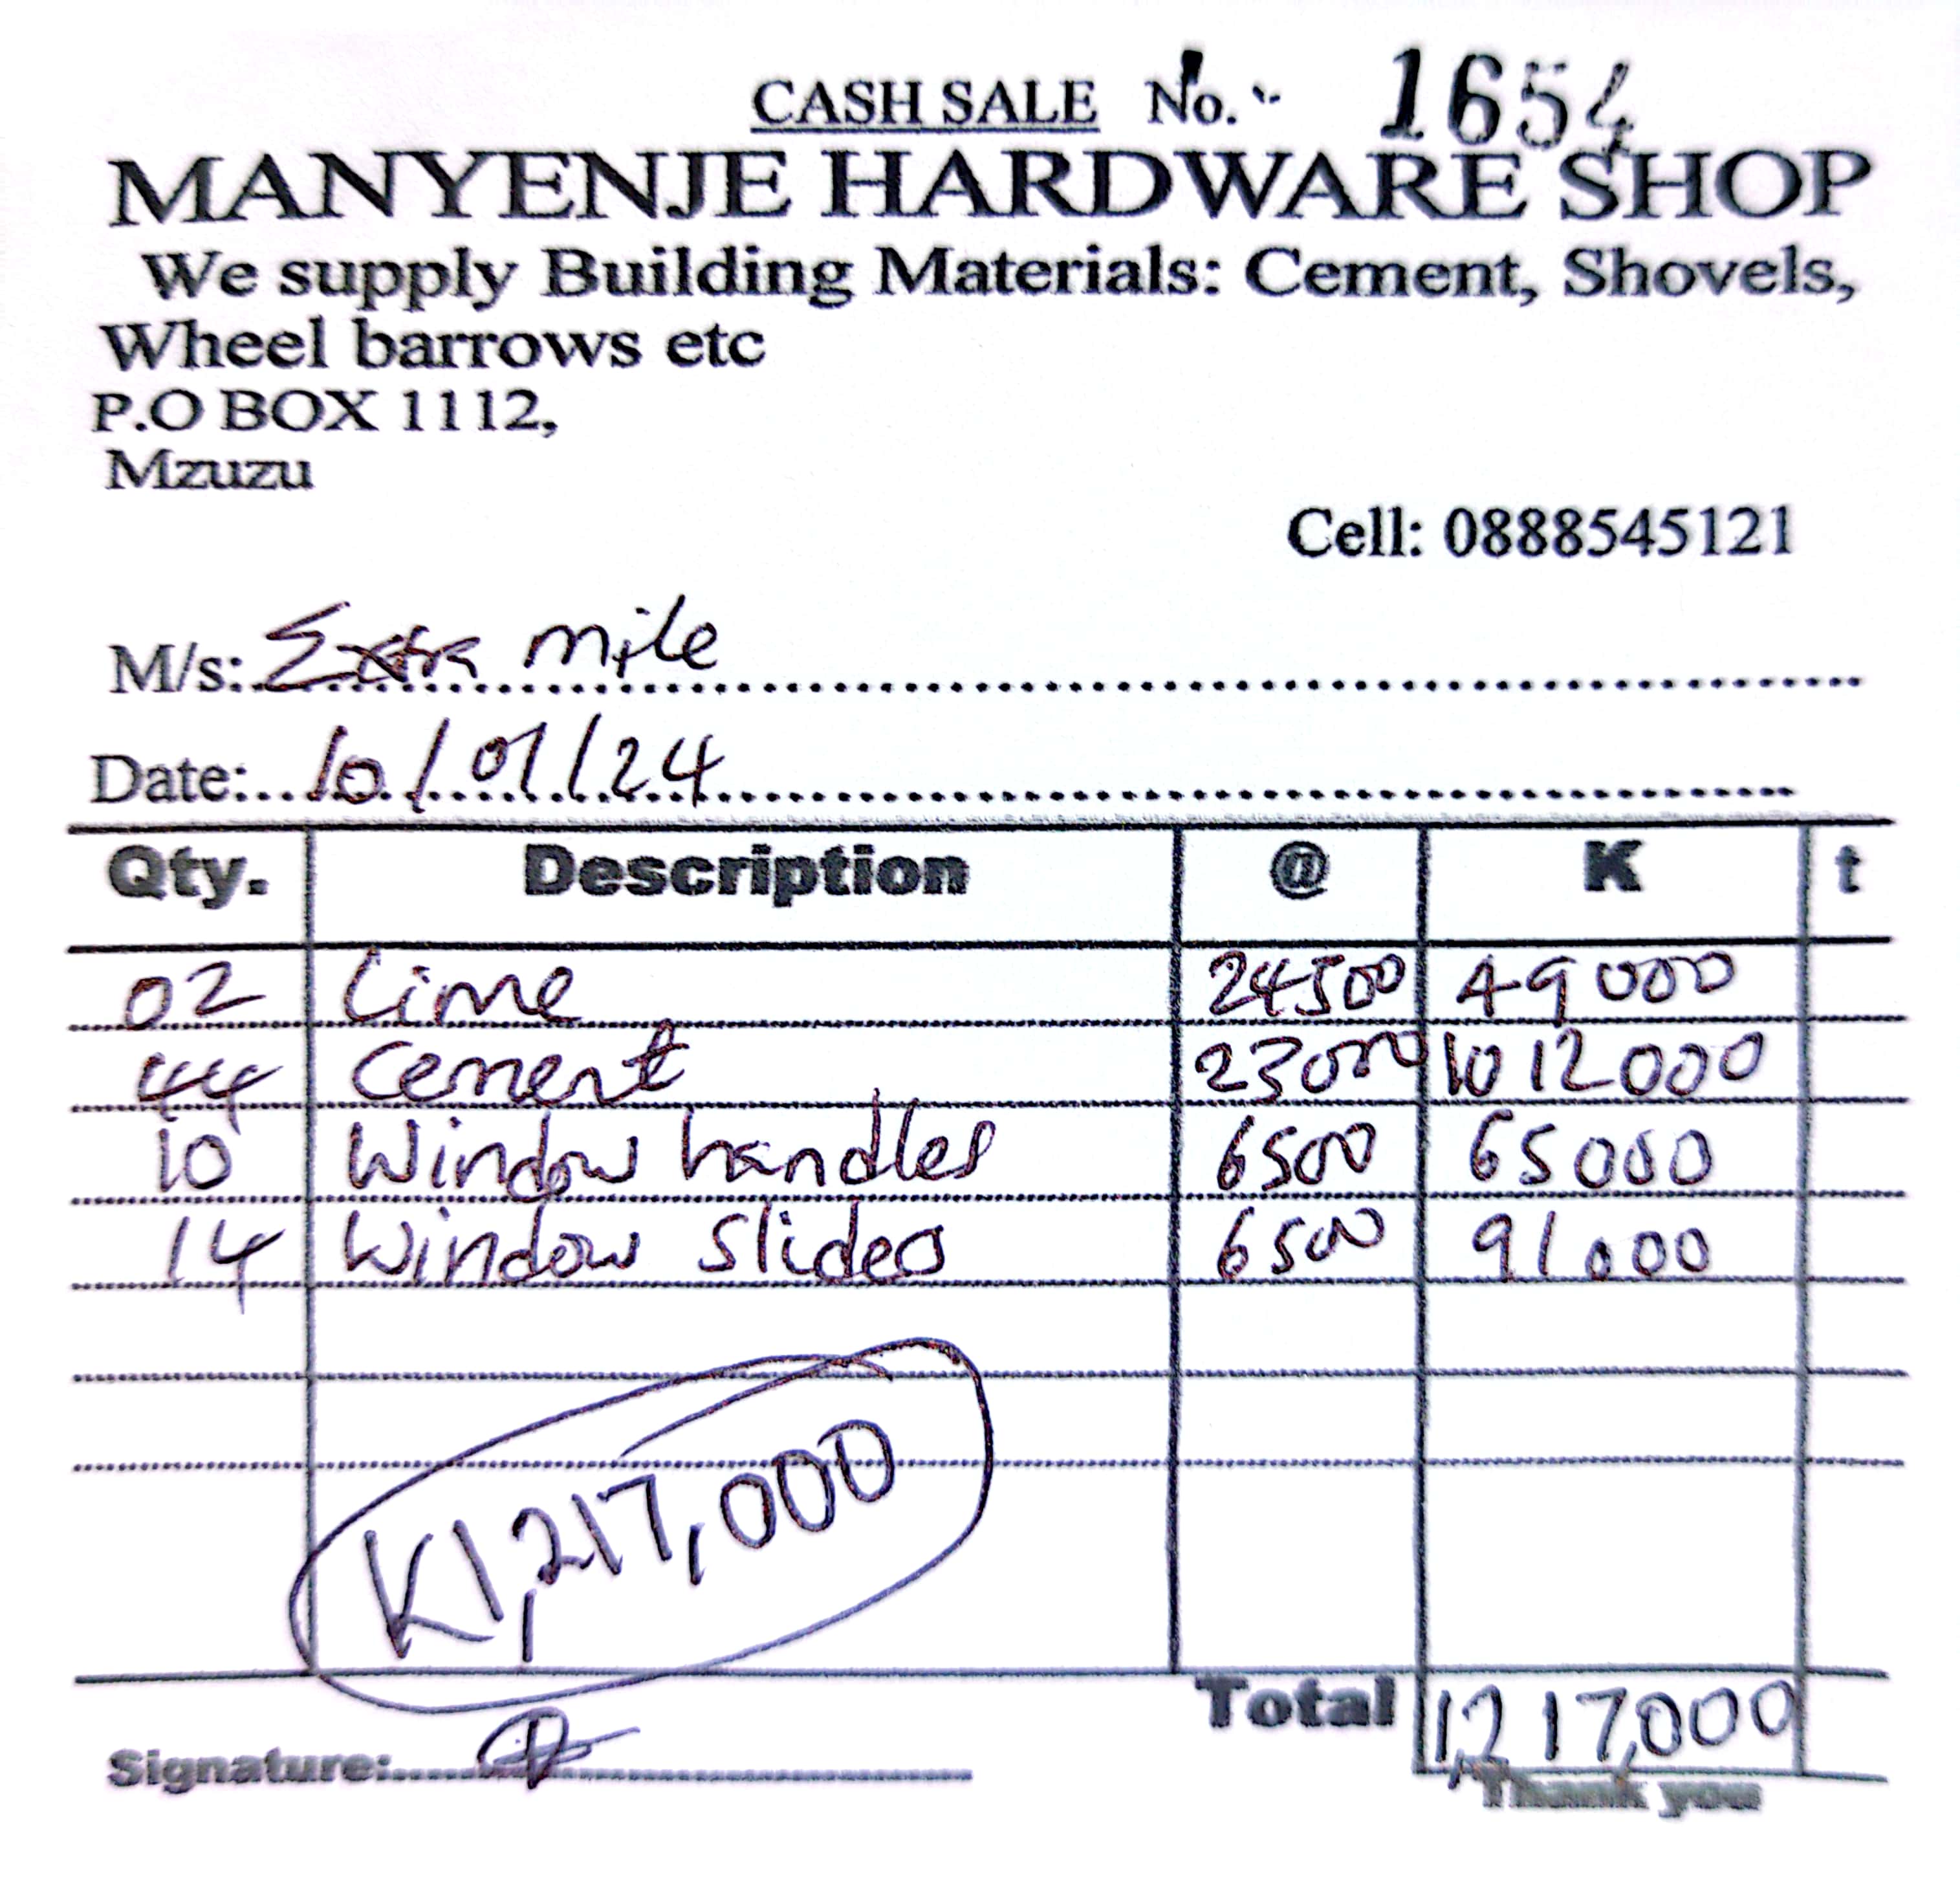 CASH SALE No. 1654
MANYENJE HARDWARE SHOP
We supply Building Materials: Cement, Shovels,
Wheel barrows etc
P.O BOX 1112,
Mzuzu
Cell: 0888545121
M/s: Extra mile
Date: 10/01/24
Qty. Description @ K t
02 Lime 24500 49000
44 Cement 23000 1012000
10 Window handles 6500 65000
14 Window slides 6500 91000
K1,217,000
Total 1,217,000
Signature:
Thank you